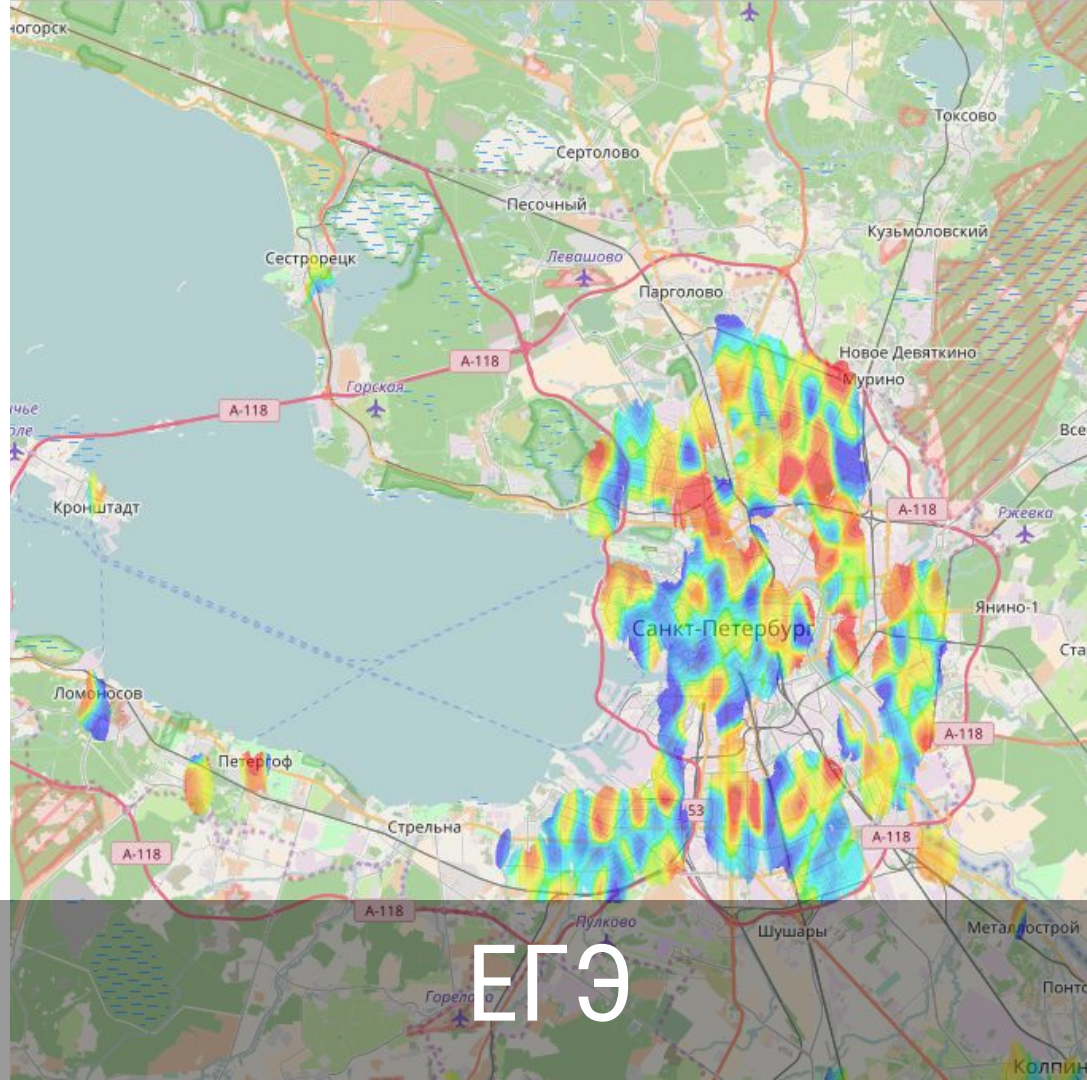 ногорск
Токсово
Сертолово
Песочный
Кузьмоловский
Сестрорецк
Левашово
Парголово
Новое Девяткино
А-118
Мурино
Горская
А-118
Все
Кронштадт
А-118
Ржевка
Янино-1
Санкт-Петербург
Ста
Ломоносов
А-118
Петергоф
53
Стрельна
А-118
А-118
А-118
Пулково
Металлострой
Шушары
ЕГЭ
Понто
Горелово
Колпин